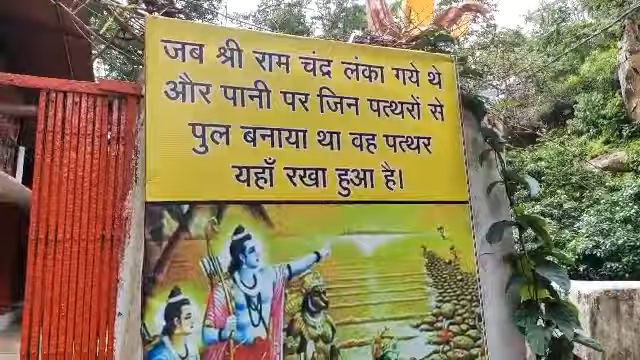 जब श्री राम चंद्र लंका गये थे
और पानी पर जिन पत्थरों से
पुल बनाया था वह पत्थर
यहाँ रखा हुआ है।